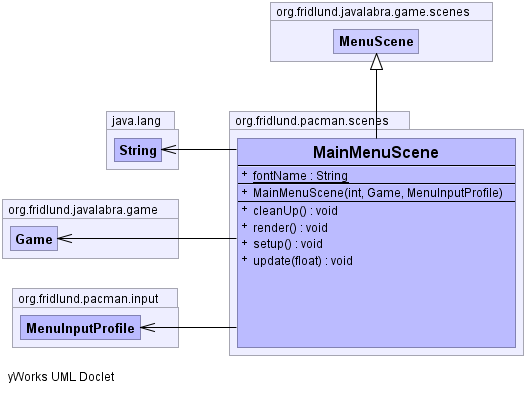 org.fridlund.javalabra.game.scenes
MenuScene
java.lang
String
org.fridlund.pacman.scenes
MainMenuScene
+ fontName : String
+ MainMenuScene(int, Game, MenuInputProfile)
+ cleanUp() : void
+ render() : void
+ setup() : void
+ update(float) : void
org.fridlund.javalabra.game
Game
org.fridlund.pacman.input
MenuInputProfile
yWorks UML Doclet